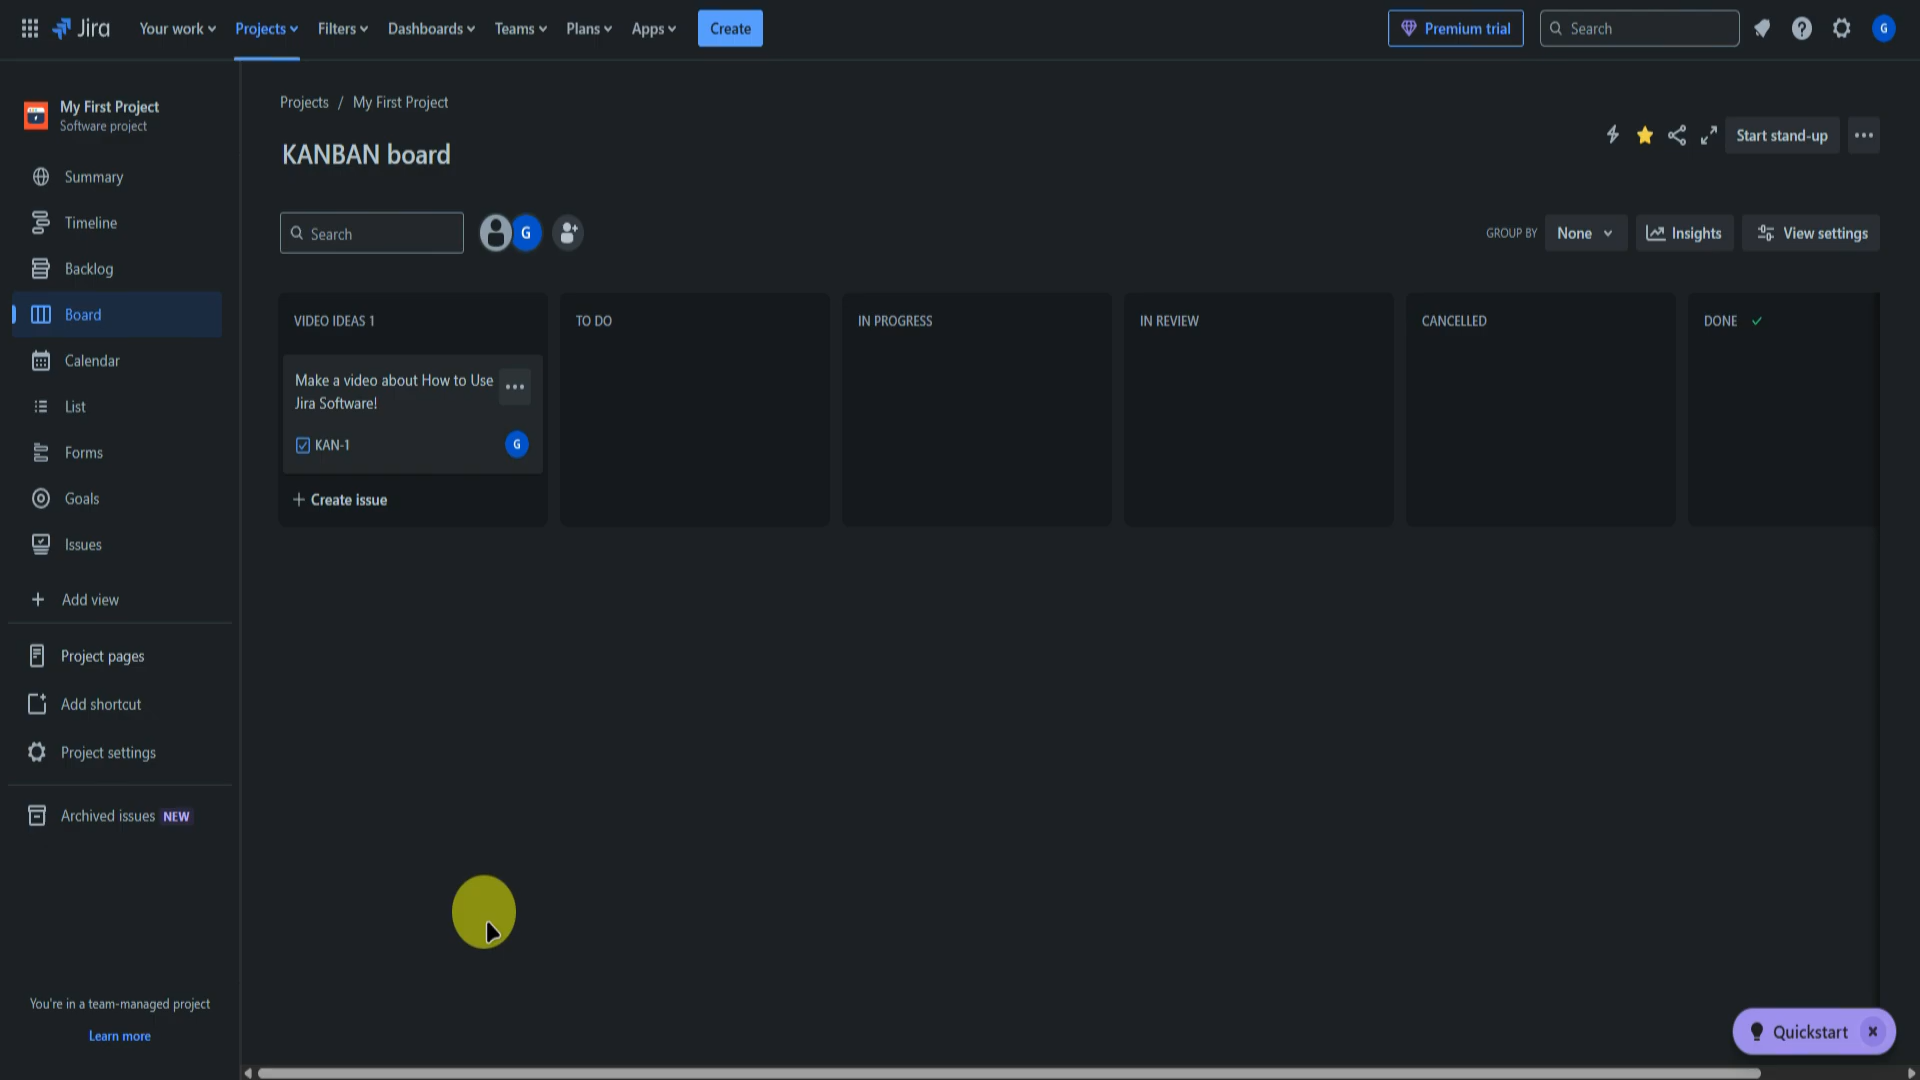 Jira
Your work
Projects
Filters
Dashboards
Teams
Plans
Apps
Create
Premium trial
Search
G
My First Project
Software project
Summary
Timeline
Backlog
Board
Calendar
List
Forms
Goals
Issues
Add view
Project pages
Add shortcut
Project settings
Archived issues NEW
You're in a team-managed project
Learn more
Projects / My First Project
KANBAN board
Start stand-up
Search
G
GROUP BY
None
Insights
View settings
VIDEO IDEAS 1
Make a video about How to Use
Jira Software!
KAN-1
G
Create issue
TO DO
IN PROGRESS
IN REVIEW
CANCELLED
DONE
Quickstart